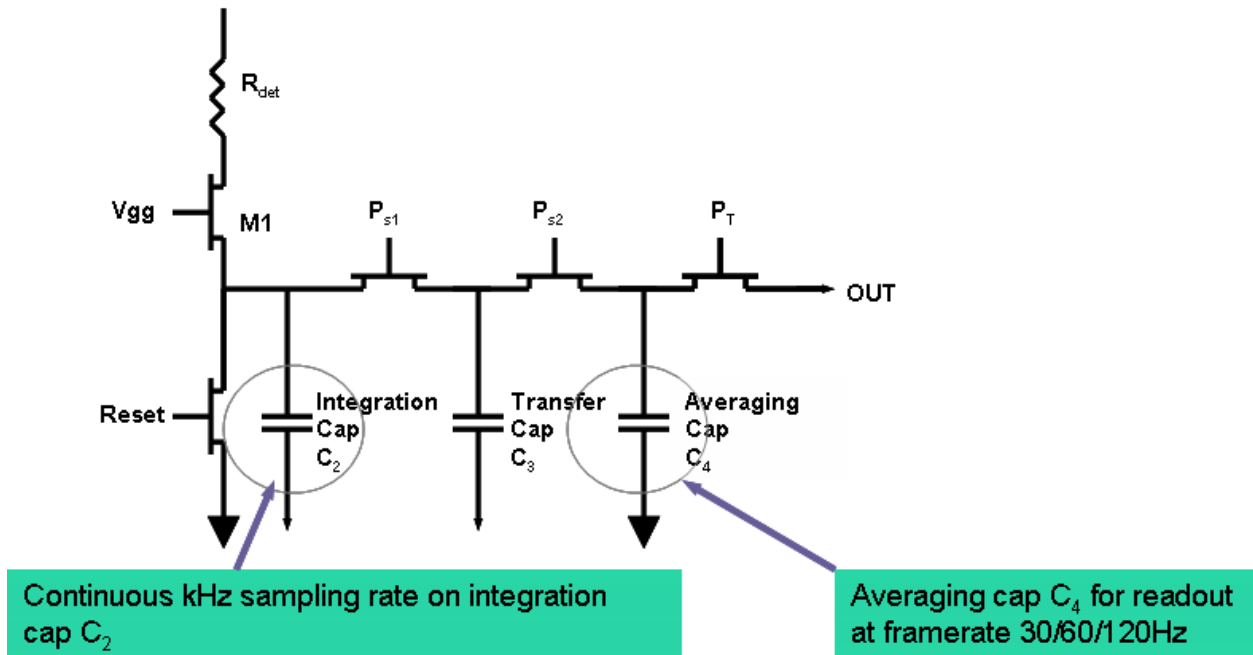 R_det
Vgg
M1
P_s1
P_s2
P_T
OUT
Reset
Integration
Cap
C_2
Transfer
Cap
C_3
Averaging
Cap
C_4
Continuous kHz sampling rate on integration
cap C_2
Averaging cap C_4 for readout
at framerate 30/60/120Hz